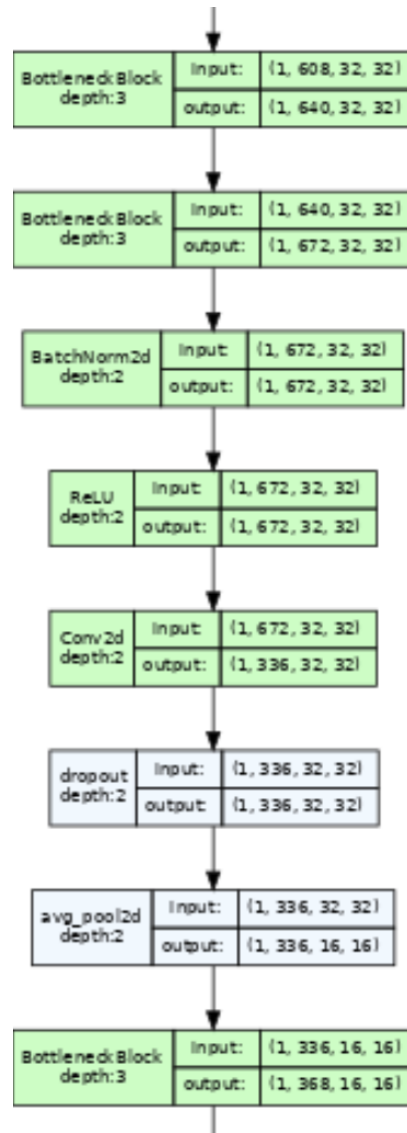 BottleneckBlock
depth:3
input:
(1, 608, 32, 32)
output:
(1, 640, 32, 32)
BottleneckBlock
depth:3
input:
(1, 640, 32, 32)
output:
(1, 672, 32, 32)
BatchNorm2d
depth:2
input:
(1, 672, 32, 32)
output:
(1, 672, 32, 32)
ReLU
depth:2
input:
(1, 672, 32, 32)
output:
(1, 672, 32, 32)
Conv2d
depth:2
input:
(1, 672, 32, 32)
output:
(1, 336, 32, 32)
dropout
depth:2
input:
(1, 336, 32, 32)
output:
(1, 336, 32, 32)
avg_pool2d
depth:2
input:
(1, 336, 32, 32)
output:
(1, 336, 16, 16)
BottleneckBlock
depth:3
input:
(1, 336, 16, 16)
output:
(1, 368, 16, 16)